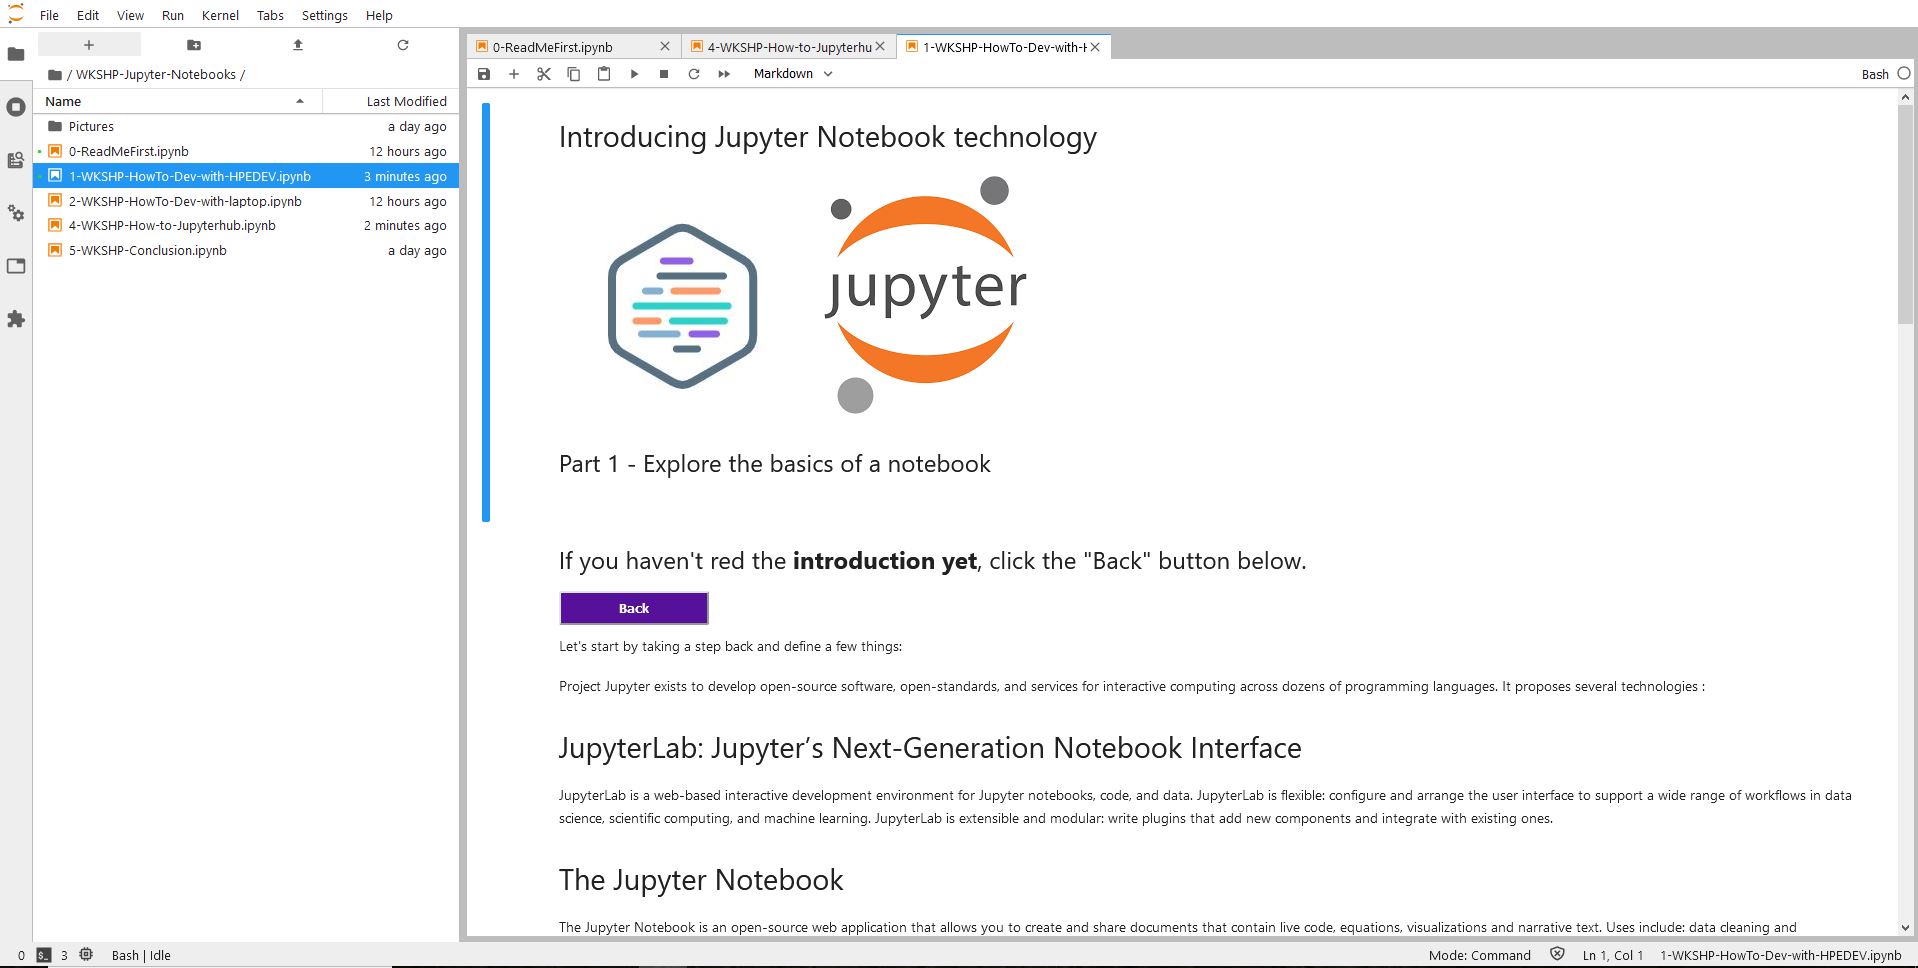 File Edit View Run Kernel Tabs Settings Help
0-ReadMeFirst.ipynb 4-WKSHP-How-to-Jupyterhu 1-WKSHP-HowTo-Dev-with-H
Markdown Bash
/ WKSHP-Jupyter-Notebooks /
Name Last Modified
Pictures a day ago
0-ReadMeFirst.ipynb 12 hours ago
1-WKSHP-HowTo-Dev-with-HPEDEV.ipynb 3 minutes ago
2-WKSHP-HowTo-Dev-with-laptop.ipynb 12 hours ago
4-WKSHP-How-to-Jupyterhub.ipynb 2 minutes ago
5-WKSHP-Conclusion.ipynb a day ago
Introducing Jupyter Notebook technology
jupyter
Part 1 - Explore the basics of a notebook
If you haven't red the introduction yet, click the "Back" button below.
Back
Let's start by taking a step back and define a few things:
Project Jupyter exists to develop open-source software, open-standards, and services for interactive computing across dozens of programming languages. It proposes several technologies :
JupyterLab: Jupyter’s Next-Generation Notebook Interface
JupyterLab is a web-based interactive development environment for Jupyter notebooks, code, and data. JupyterLab is flexible: configure and arrange the user interface to support a wide range of workflows in data
science, scientific computing, and machine learning. JupyterLab is extensible and modular: write plugins that add new components and integrate with existing ones.
The Jupyter Notebook
The Jupyter Notebook is an open-source web application that allows you to create and share documents that contain live code, equations, visualizations and narrative text. Uses include: data cleaning and
0 $_ 3 Bash | Idle Mode: Command Ln 1, Col 1 1-WKSHP-HowTo-Dev-with-HPEDEV.ipynb